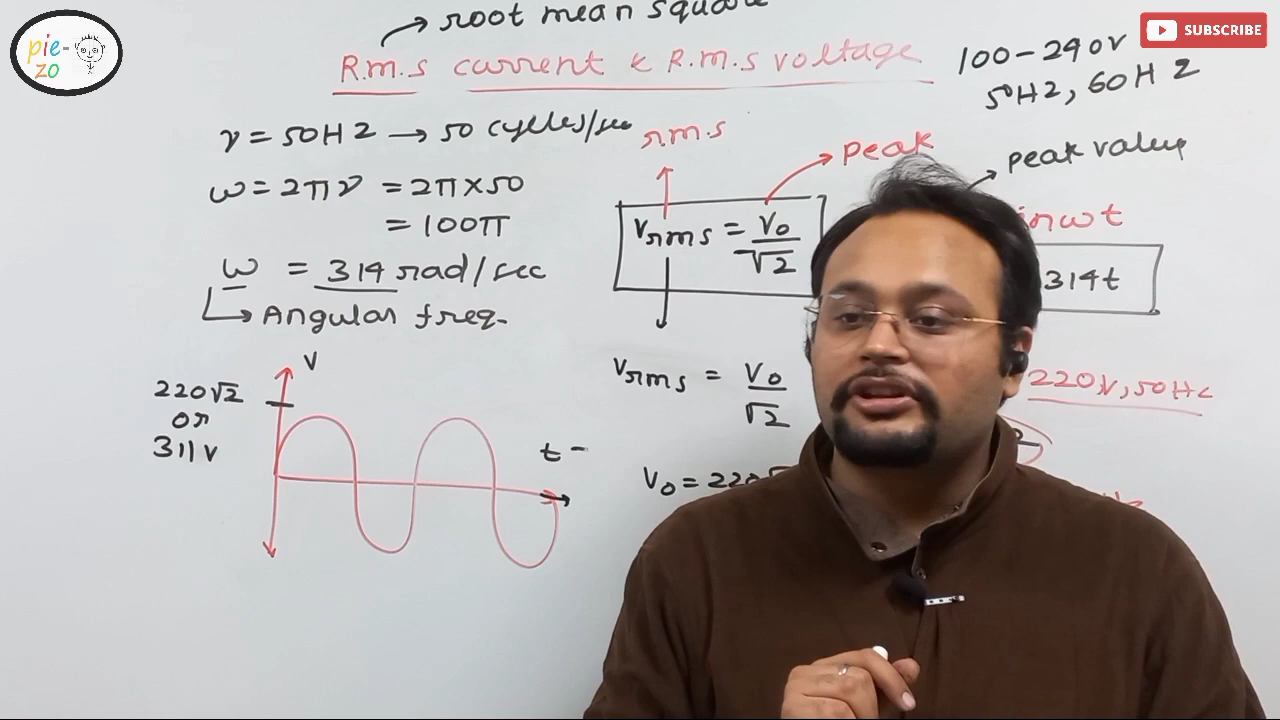 pie-
zo
SUBSCRIBE
root mean square
R.m.s current & R.m.s voltage
100-240V
50HZ, 60HZ
ν = 50HZ → 50 cycles/sec
ω = 2πν = 2π×50
= 100π
ω = 314 rad/sec
Angular freq.
r.m.s
peak
Vrms = V0/√2
peak value
ωt
314t
V
220√2
or
311V
t
Vrms = V0/√2
220V, 50Hz
V0 =